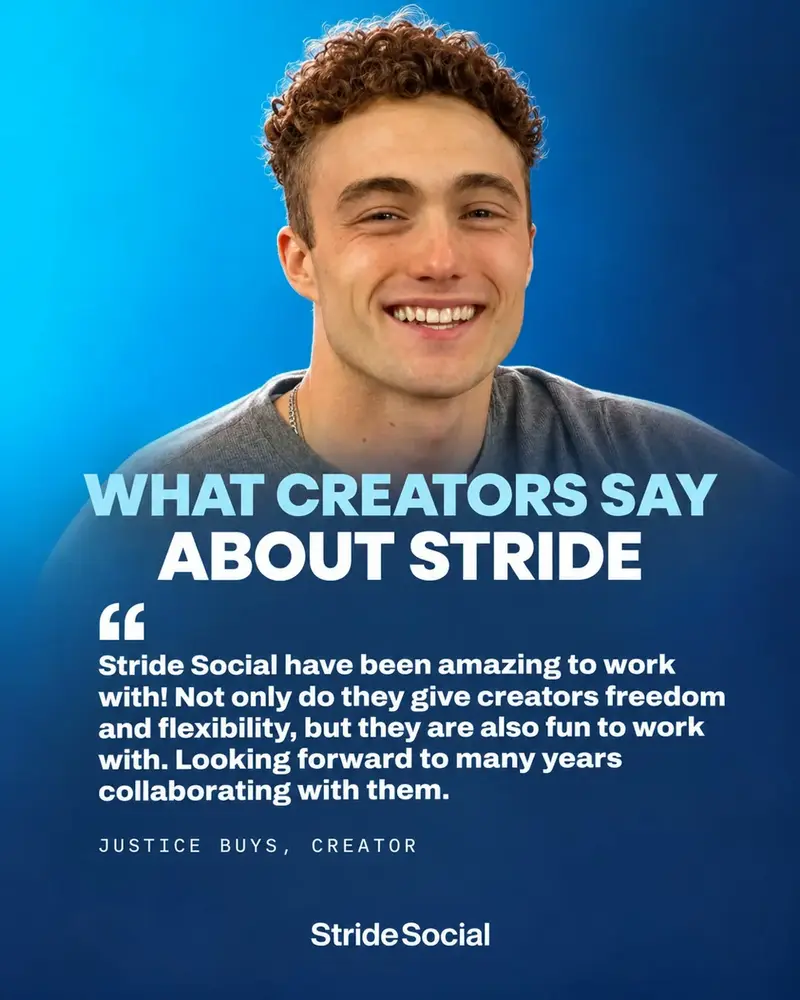 WHAT CREATORS SAY
ABOUT STRIDE
“
Stride Social have been amazing to work
with! Not only do they give creators freedom
and flexibility, but they are also fun to work
with. Looking forward to many years
collaborating with them.
JUSTICE BUYS, CREATOR
StrideSocial